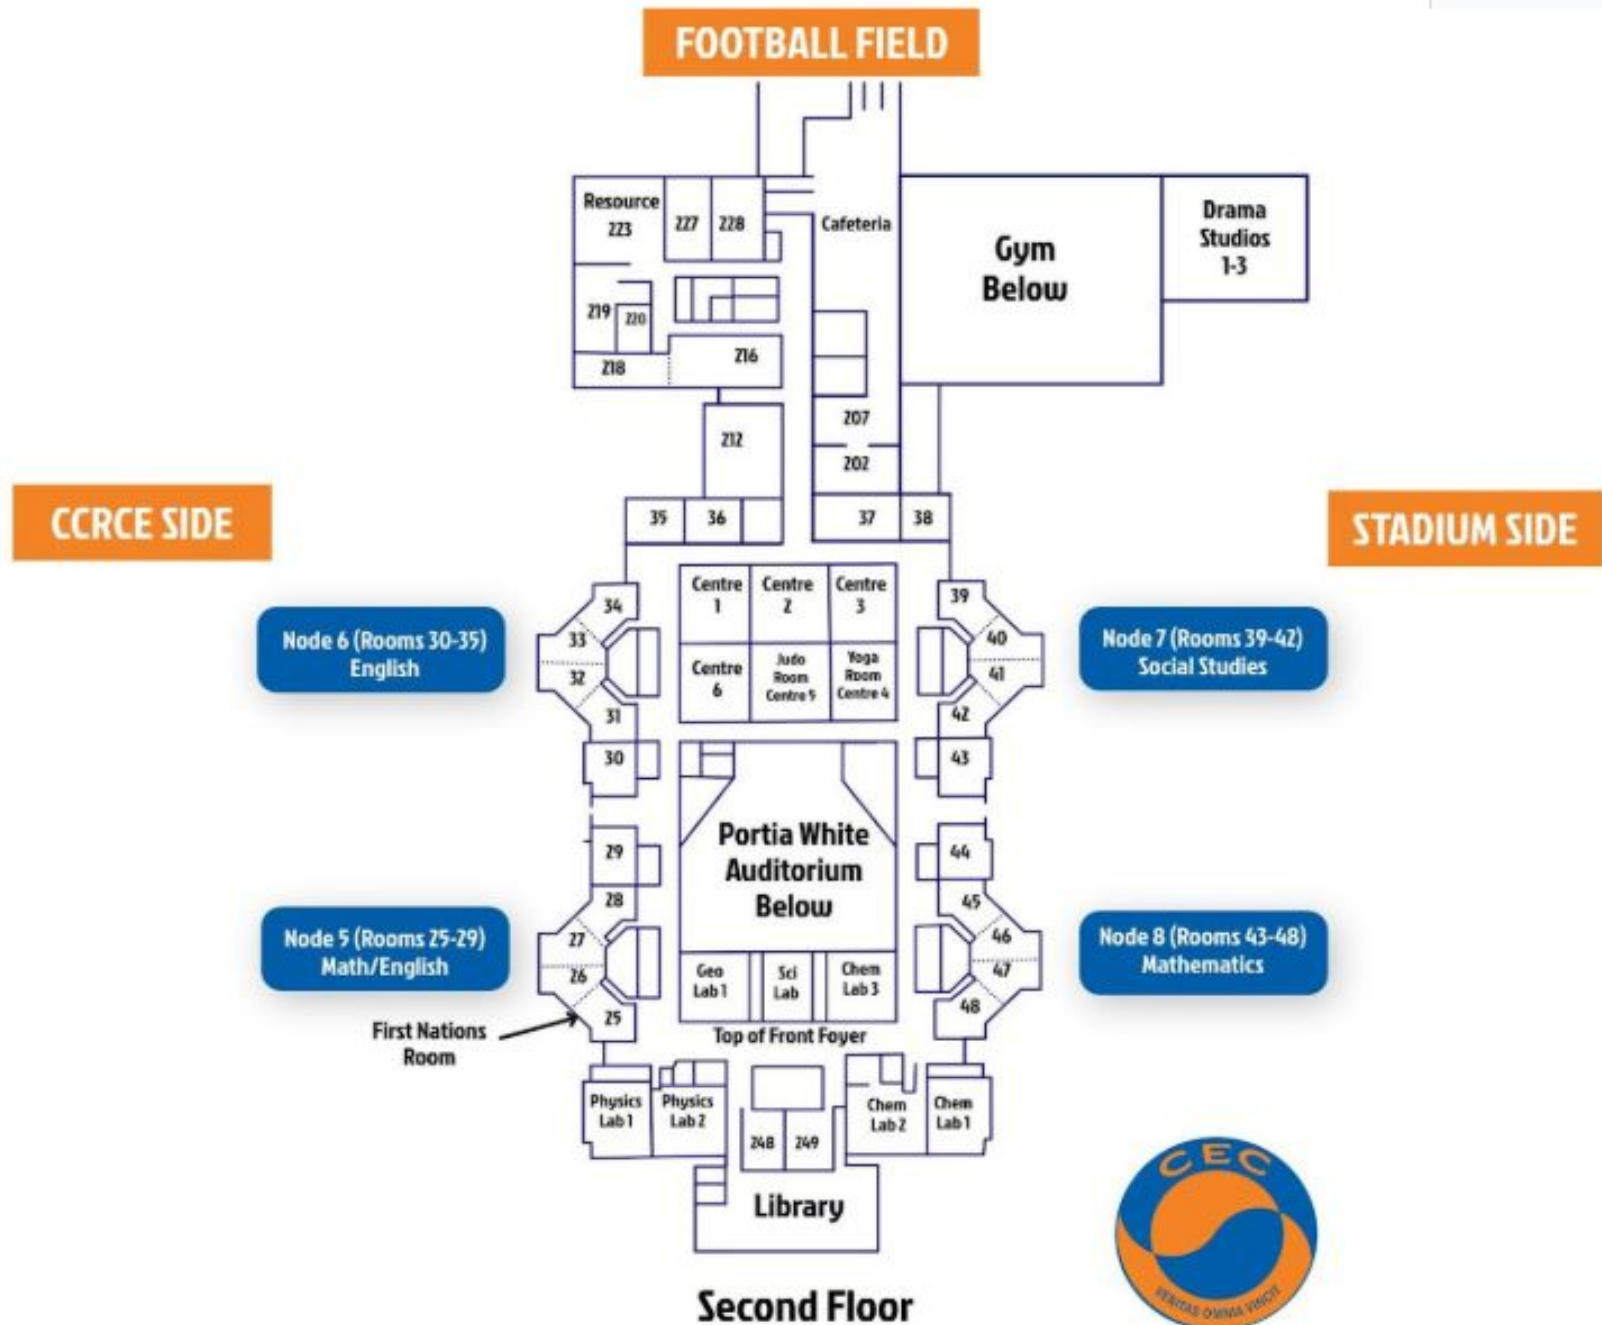 FOOTBALL FIELD
Resource
223
227
228
Cafeteria
Gym
Below
Drama
Studios
1-3
219
220
218
216
207
212
202
CCRCE SIDE
STADIUM SIDE
35
36
37
38
Node 6 (Rooms 30-35)
English
34
33
32
31
30
Centre
1
Centre
2
Centre
3
Centre
6
Judo
Room
Centre 5
Yoga
Room
Centre 4
39
40
41
42
43
Node 7 (Rooms 39-42)
Social Studies
Portia White
Auditorium
Below
Node 5 (Rooms 25-29)
Math/English
29
28
27
26
25
First Nations
Room
44
45
46
47
48
Node 8 (Rooms 43-48)
Mathematics
Geo
Lab 1
Sci
Lab
Chem
Lab 3
Top of Front Foyer
Physics
Lab 1
Physics
Lab 2
248
249
Chem
Lab 2
Chem
Lab 1
Library
Second Floor
CEC
VERITAS OMNIA VINCIT